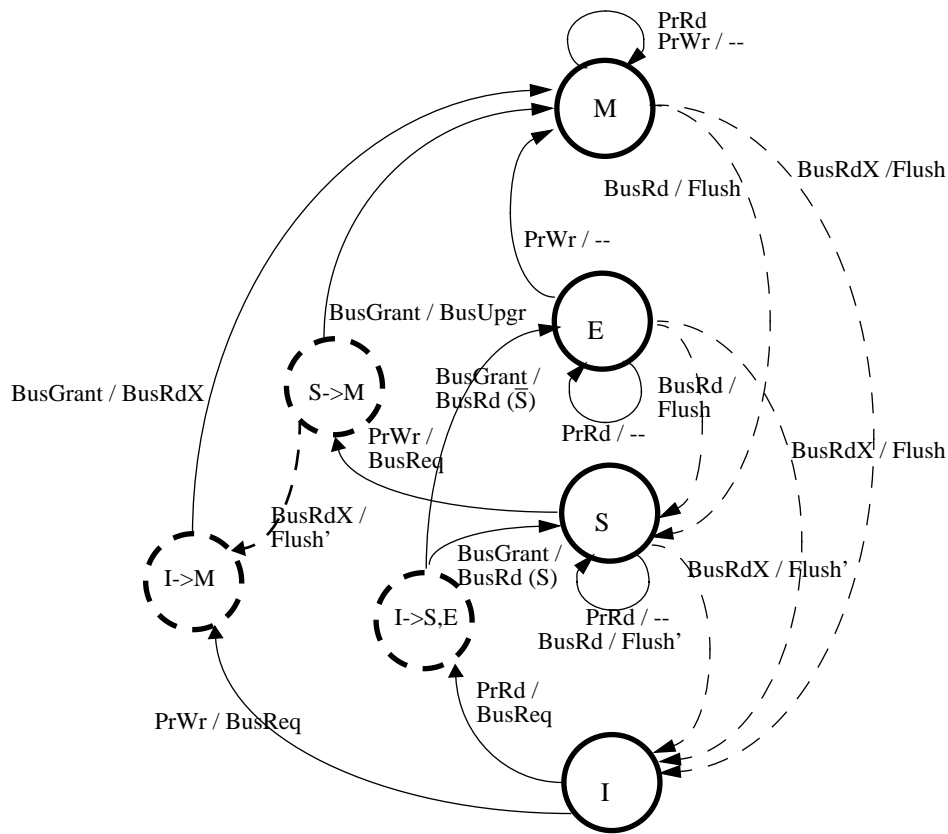 PrRd
PrWr / --
M
BusRdX /Flush
BusRd / Flush
PrWr / --
BusGrant / BusUpgr
E
BusGrant / BusRdX
S->M
BusGrant /
BusRd (S̅)
BusRd /
Flush
PrRd / --
PrWr /
BusReq
BusRdX / Flush
BusRdX /
Flush’
S
I->M
BusGrant /
BusRd (S)
BusRdX / Flush’
I->S,E
PrRd / --
BusRd / Flush’
PrRd /
BusReq
PrWr / BusReq
I